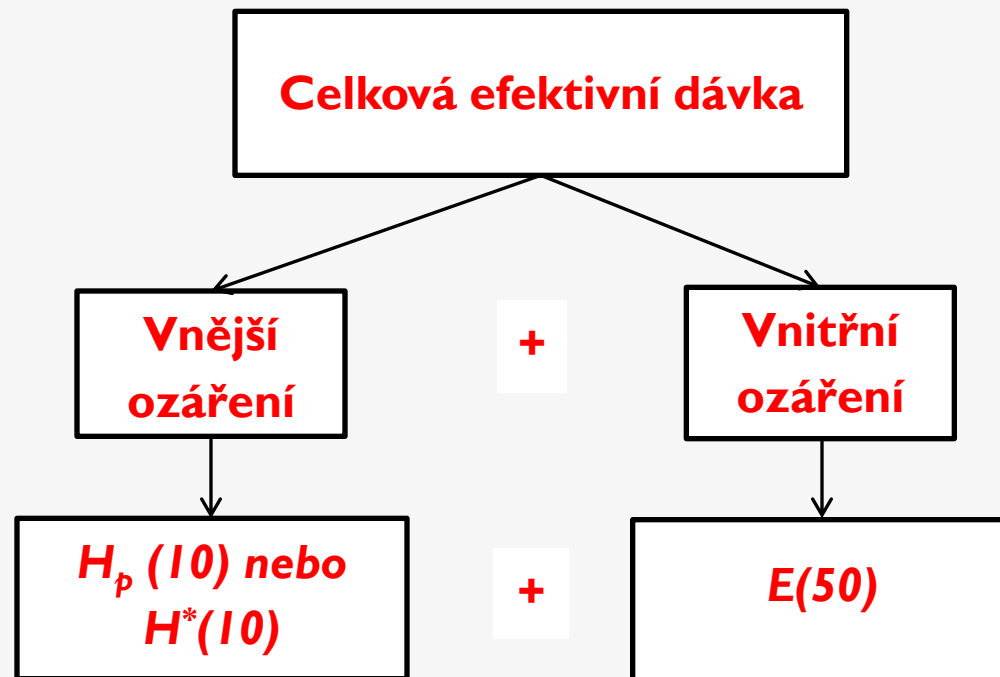 Celková efektivní dávka
Vnější
ozáření
+
Vnitřní
ozáření
Hp (10) nebo
H*(10)
+
E(50)